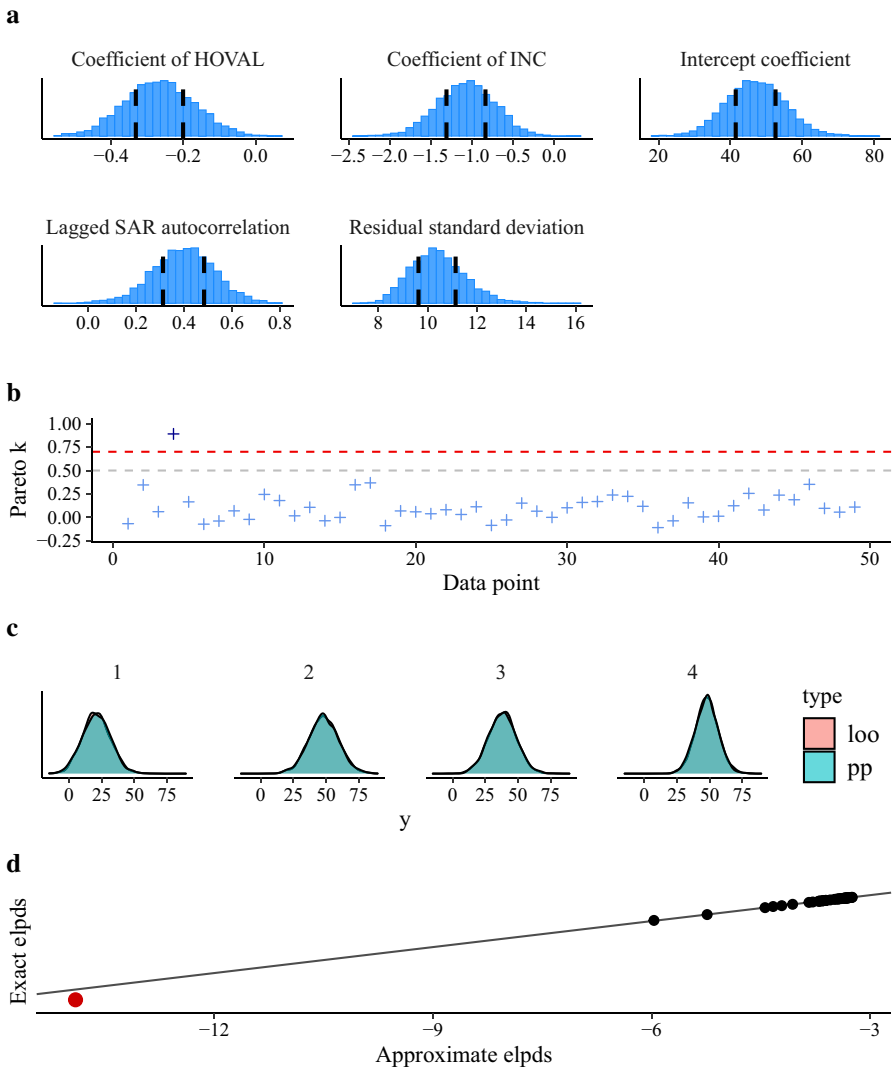 a
Coefficient of HOVAL
Coefficient of INC
Intercept coefficient
−0.4 −0.2 0.0
−2.5 −2.0 −1.5 −1.0 −0.5 0.0
20 40 60 80
Lagged SAR autocorrelation
Residual standard deviation
0.0 0.2 0.4 0.6 0.8
8 10 12 14 16
b
Pareto k
1.00
0.75
0.50
0.25
0.00
−0.25
0 10 20 30 40 50
Data point
c
1 2 3 4
0 25 50 75
0 25 50 75
0 25 50 75
0 25 50 75
y
type
loo
pp
d
Exact elpds
−12 −9 −6 −3
Approximate elpds